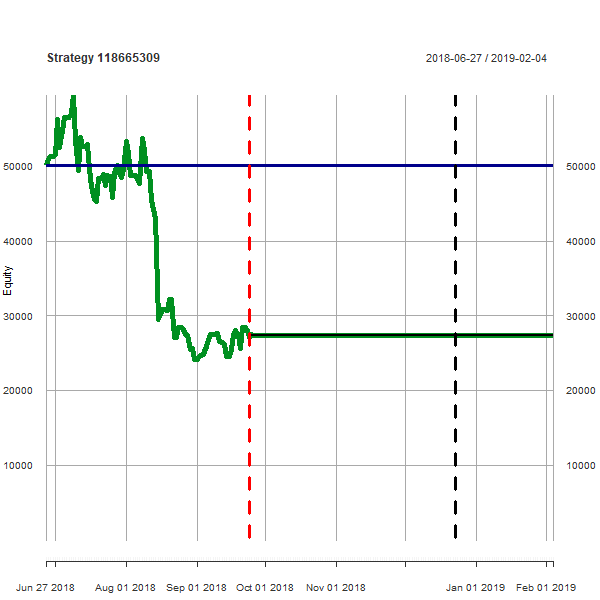 Strategy 118665309 2018-06-27 / 2019-02-04
50000 50000
40000 40000
Equity
30000 30000
20000 20000
10000 10000
Jun 27 2018 Aug 01 2018 Sep 01 2018 Oct 01 2018 Nov 01 2018 Jan 01 2019 Feb 01 2019